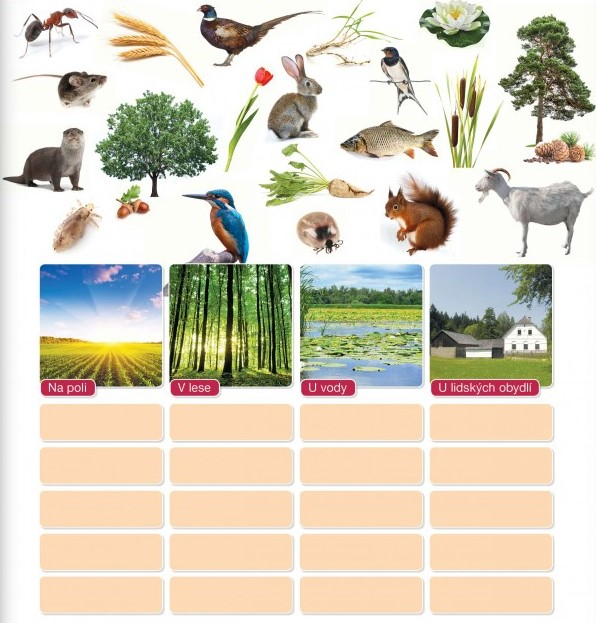 Na poli
V lese
U vody
U lidských obydlí